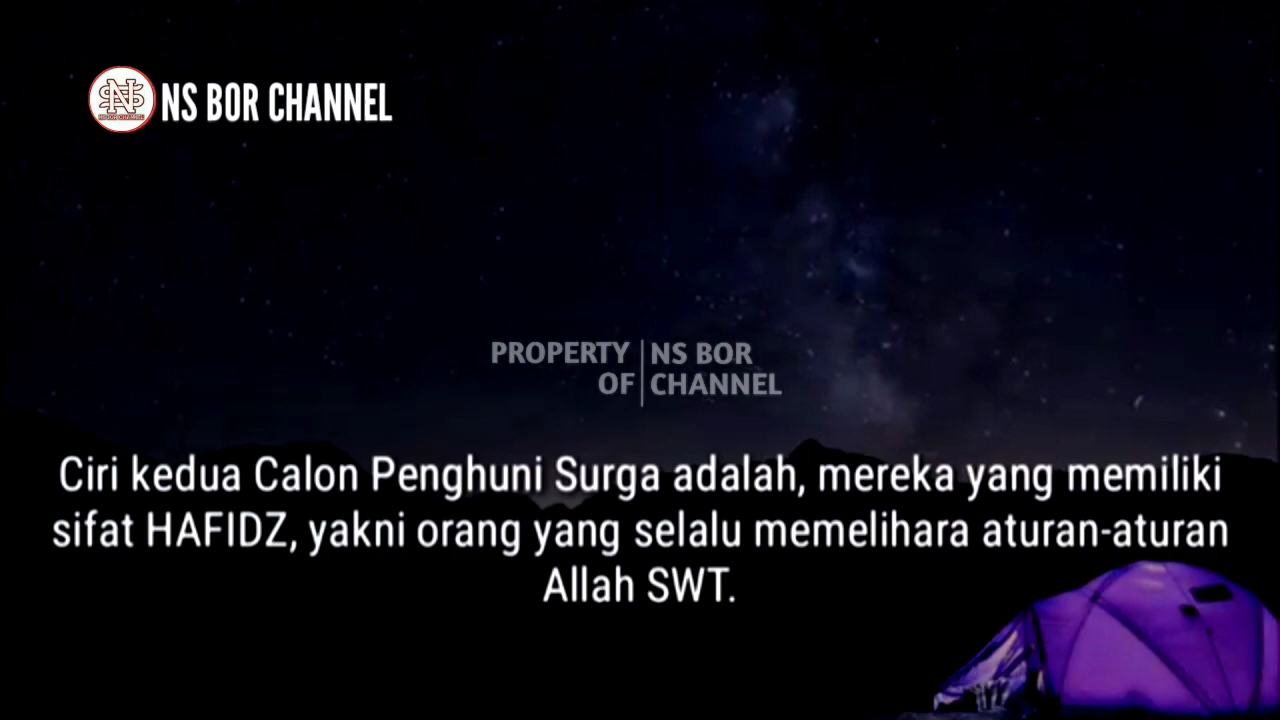 NS BOR CHANNEL
PROPERTY OF | NS BOR CHANNEL
Ciri kedua Calon Penghuni Surga adalah, mereka yang memiliki
sifat HAFIDZ, yakni orang yang selalu memelihara aturan-aturan
Allah SWT.